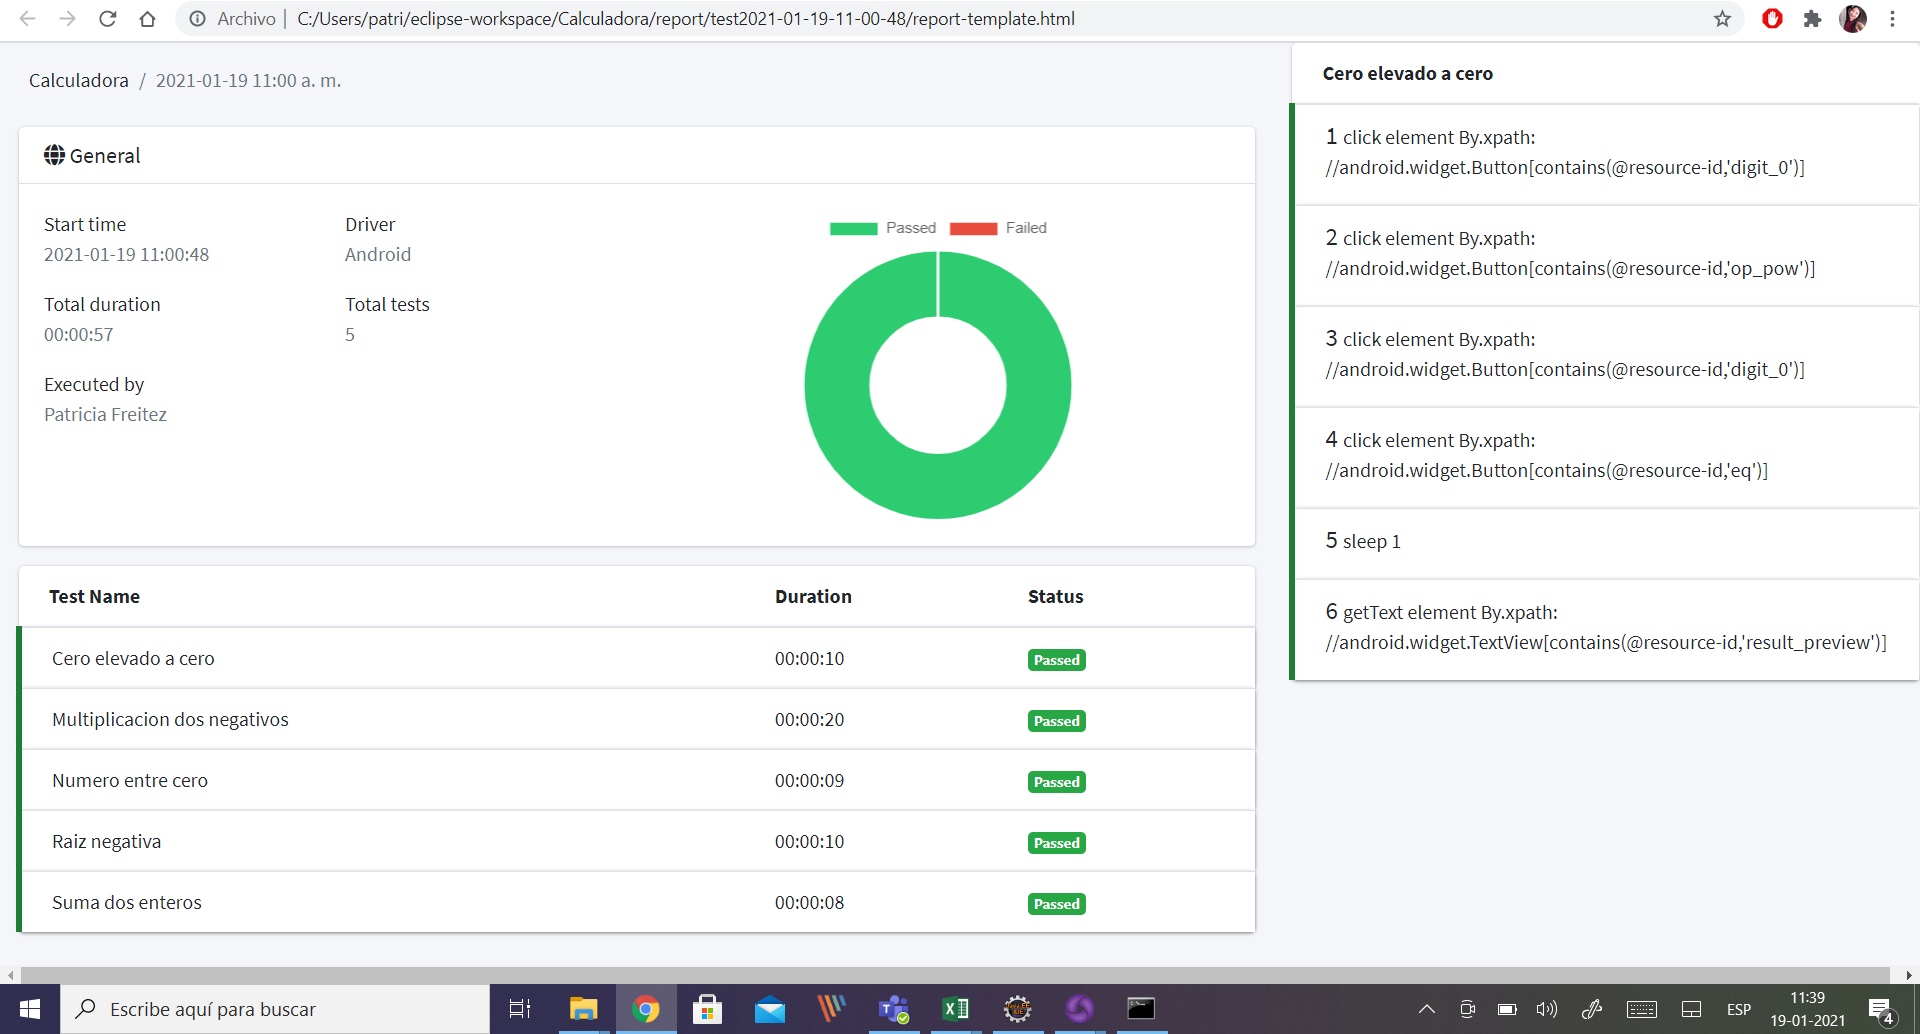 Archivo | C:/Users/patri/eclipse-workspace/Calculadora/report/test2021-01-19-11-00-48/report-template.html
Calculadora / 2021-01-19 11:00 a. m.
General
Start time
2021-01-19 11:00:48
Driver
Android
Total duration
00:00:57
Total tests
5
Executed by
Patricia Freitez
Passed Failed
Test Name Duration Status
Cero elevado a cero 00:00:10 Passed
Multiplicacion dos negativos 00:00:20 Passed
Numero entre cero 00:00:09 Passed
Raiz negativa 00:00:10 Passed
Suma dos enteros 00:00:08 Passed
Cero elevado a cero
1 click element By.xpath:
//android.widget.Button[contains(@resource-id,'digit_0')]
2 click element By.xpath:
//android.widget.Button[contains(@resource-id,'op_pow')]
3 click element By.xpath:
//android.widget.Button[contains(@resource-id,'digit_0')]
4 click element By.xpath:
//android.widget.Button[contains(@resource-id,'eq')]
5 sleep 1
6 getText element By.xpath:
//android.widget.TextView[contains(@resource-id,'result_preview')]
Escribe aquí para buscar
ESP
11:39
19-01-2021
4